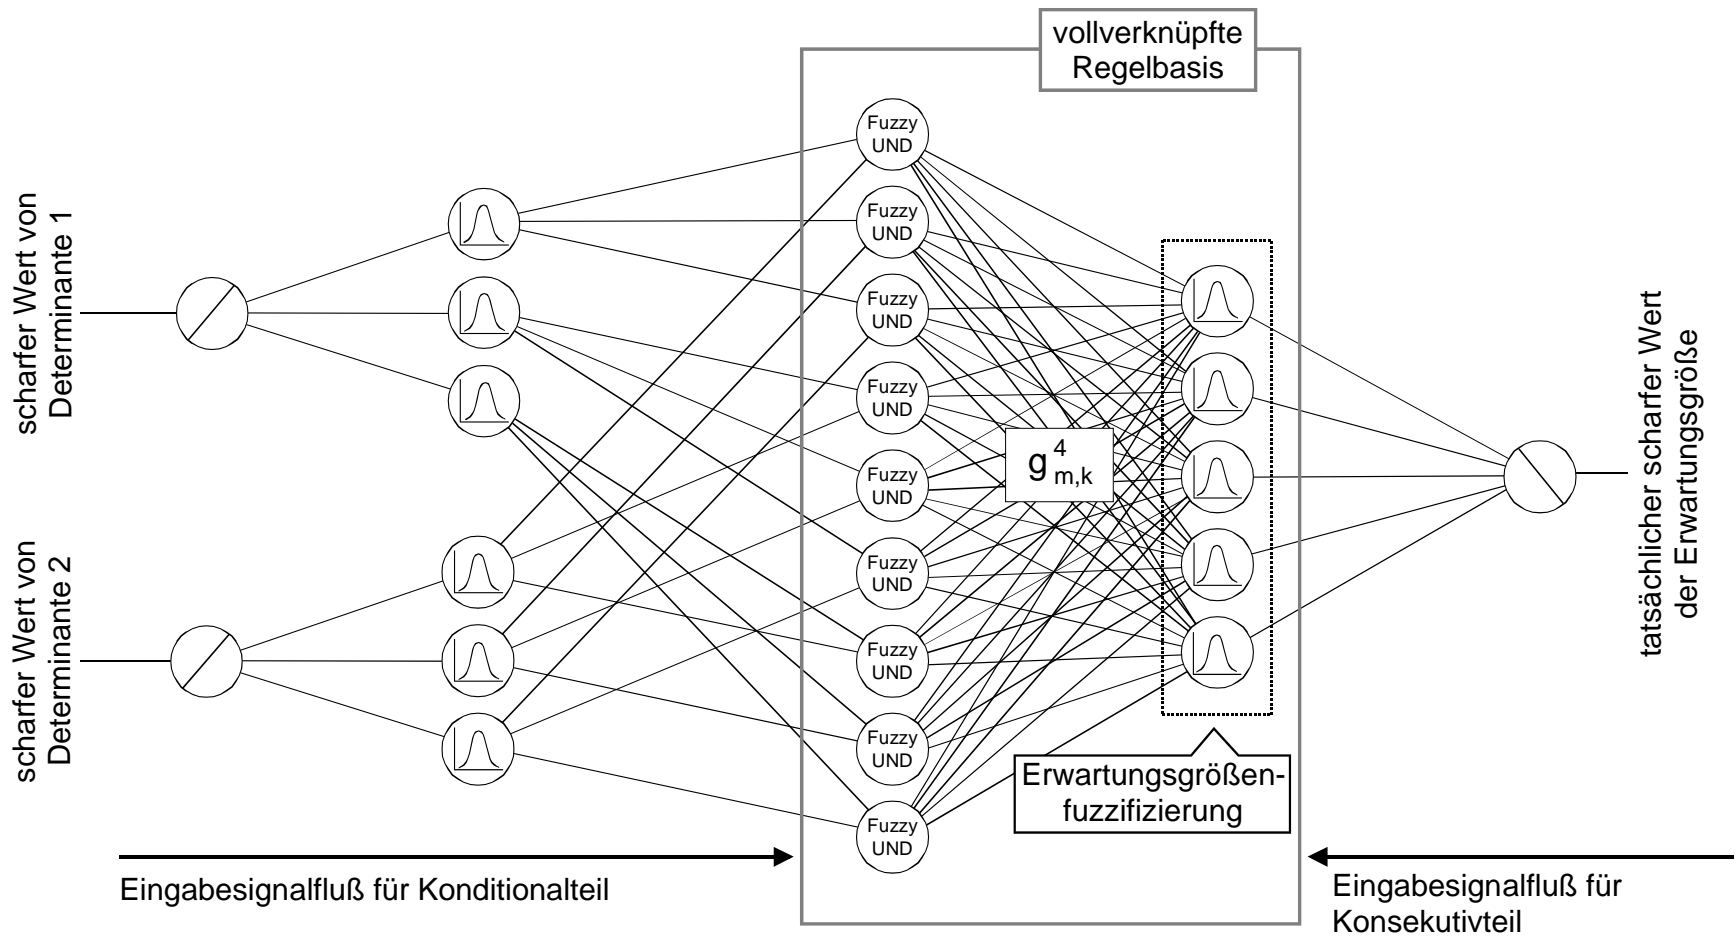 vollverknüpfte
Regelbasis
scharfer Wert von
Determinante 1
scharfer Wert von
Determinante 2
Fuzzy
UND
Fuzzy
UND
Fuzzy
UND
Fuzzy
UND
Fuzzy
UND
Fuzzy
UND
Fuzzy
UND
Fuzzy
UND
Fuzzy
UND
g 4 m,k
Erwartungsgrößen-
fuzzifizierung
tatsächlicher scharfer Wert
der Erwartungsgröße
Eingabesignalfluß für Konditionalteil
Eingabesignalfluß für
Konsekutivteil